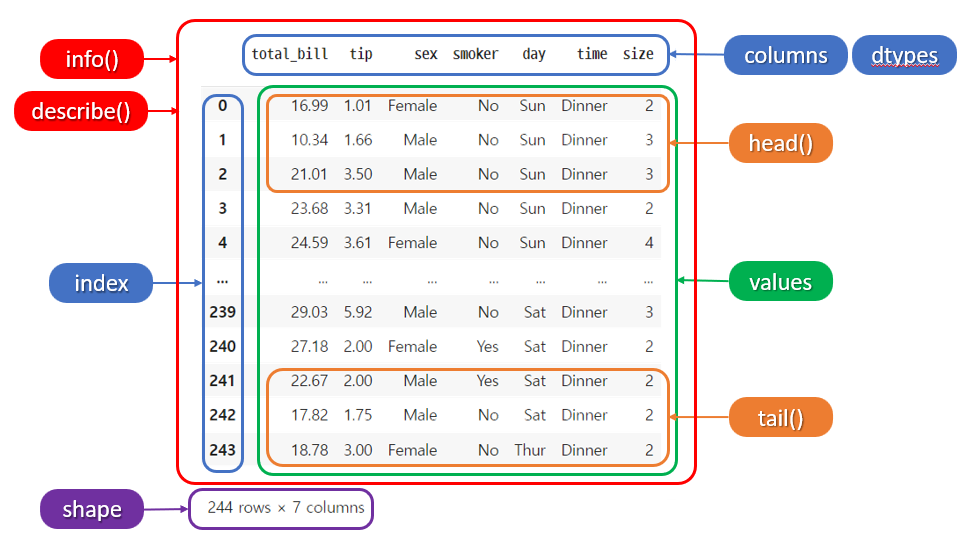 total_bill tip sex smoker day time size
columns
dtypes
info()
describe()
0 16.99 1.01 Female No Sun Dinner 2
1 10.34 1.66 Male No Sun Dinner 3
head()
2 21.01 3.50 Male No Sun Dinner 3
3 23.68 3.31 Male No Sun Dinner 2
4 24.59 3.61 Female No Sun Dinner 4
... ... ... ... ... ... ... ...
index
values
239 29.03 5.92 Male No Sat Dinner 3
240 27.18 2.00 Female Yes Sat Dinner 2
241 22.67 2.00 Male Yes Sat Dinner 2
242 17.82 1.75 Male No Sat Dinner 2
tail()
243 18.78 3.00 Female No Thur Dinner 2
shape
244 rows × 7 columns